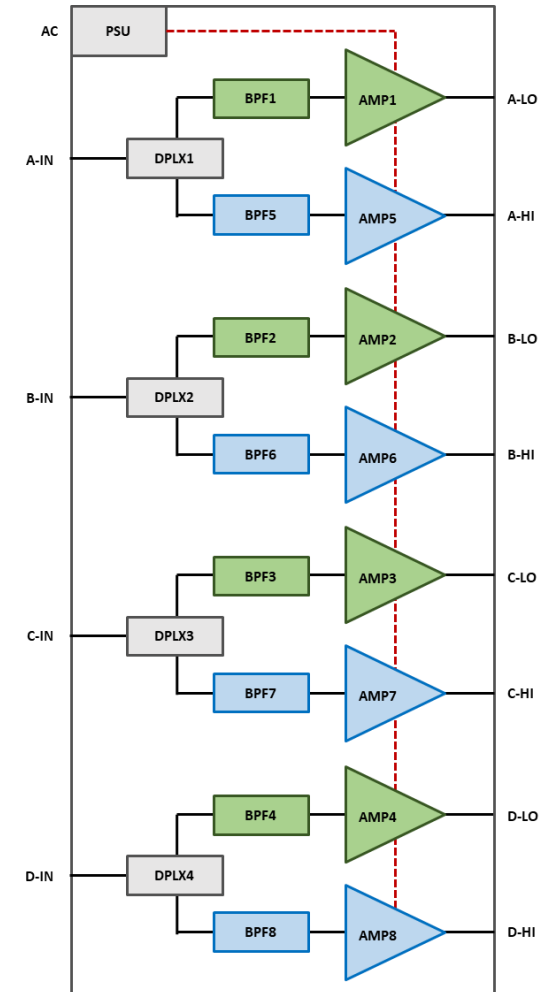 AC PSU
BPF1 AMP1 A-LO
A-IN DPLX1
BPF5 AMP5 A-HI
BPF2 AMP2 B-LO
B-IN DPLX2
BPF6 AMP6 B-HI
BPF3 AMP3 C-LO
C-IN DPLX3
BPF7 AMP7 C-HI
BPF4 AMP4 D-LO
D-IN DPLX4
BPF8 AMP8 D-HI